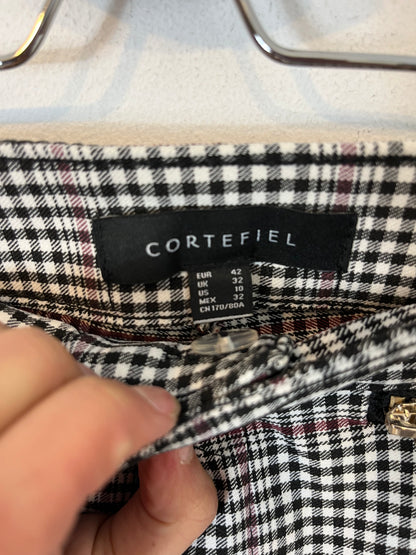 CORTEFIEL
EUR 42
UK 32
US 10
MEX 32
CN 170/80A